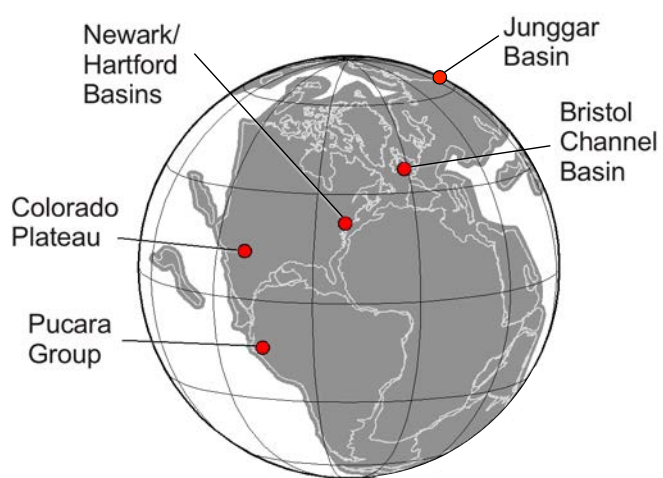 Newark/
Hartford
Basins
Junggar
Basin
Bristol
Channel
Basin
Colorado
Plateau
Pucara
Group